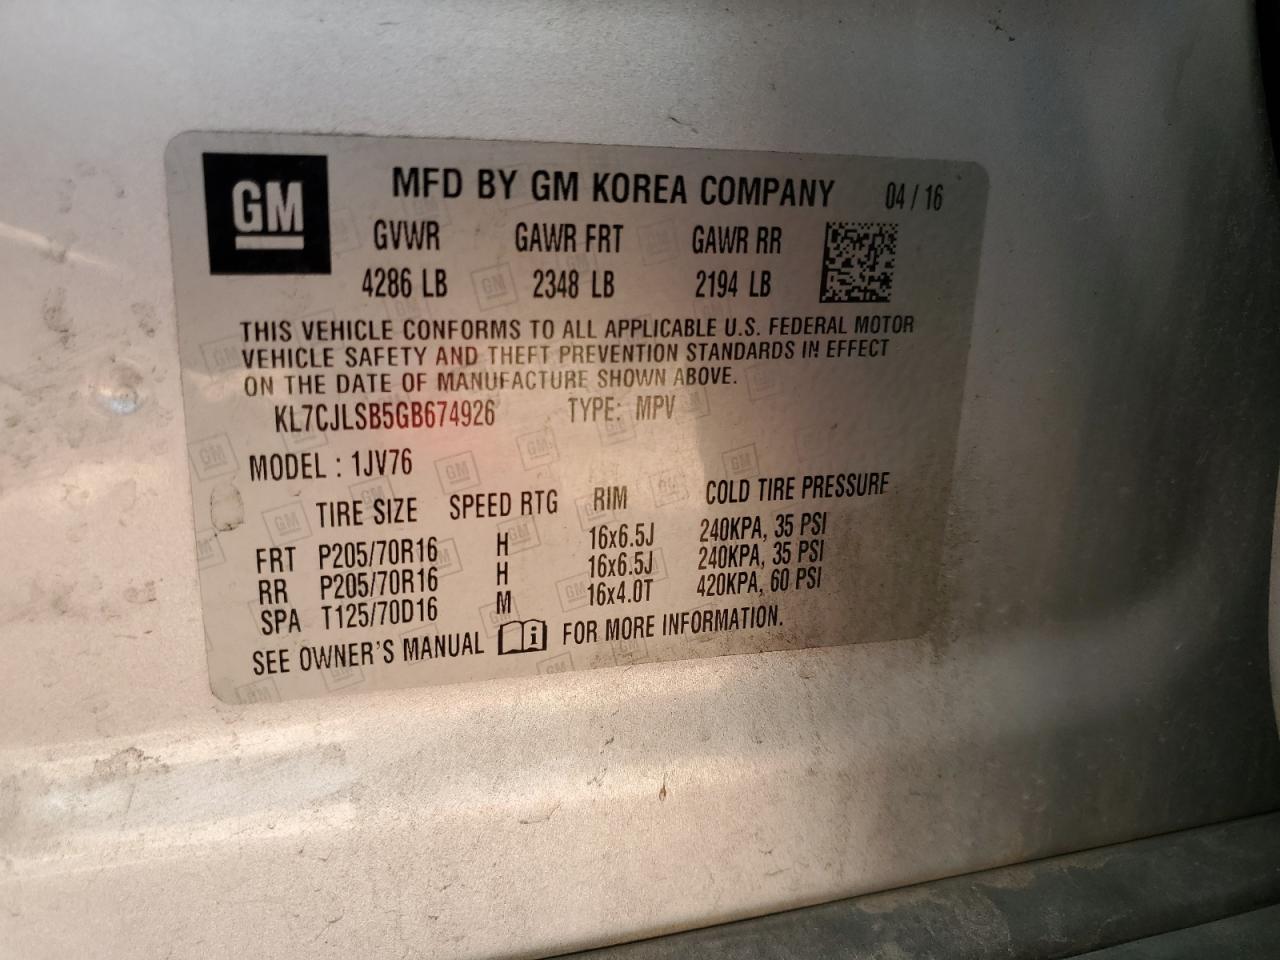 GM
MFD BY GM KOREA COMPANY 04 / 16
GVWR GAWR FRT GAWR RR
4286 LB 2348 LB 2194 LB
THIS VEHICLE CONFORMS TO ALL APPLICABLE U.S. FEDERAL MOTOR
VEHICLE SAFETY AND THEFT PREVENTION STANDARDS IN EFFECT
ON THE DATE OF MANUFACTURE SHOWN ABOVE.
KL7CJLSB5GB674926 TYPE: MPV
MODEL : 1JV76
TIRE SIZE SPEED RTG RIM COLD TIRE PRESSURE
FRT P205/70R16 H 16x6.5J 240KPA, 35 PSI
RR P205/70R16 H 16x6.5J 240KPA, 35 PSI
SPA T125/70D16 M 16x4.0T 420KPA, 60 PSI
SEE OWNER'S MANUAL i FOR MORE INFORMATION.